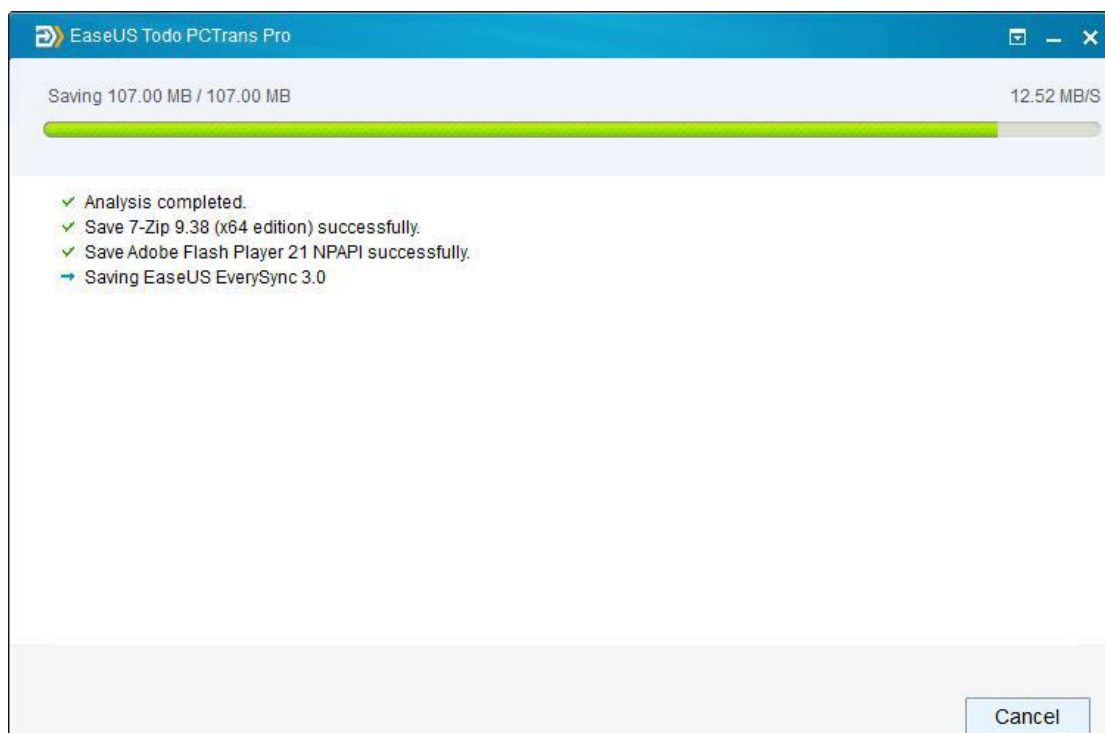 EaseUS Todo PCTrans Pro
Saving 107.00 MB / 107.00 MB 12.52 MB/S
Analysis completed.
Save 7-Zip 9.38 (x64 edition) successfully.
Save Adobe Flash Player 21 NPAPI successfully.
Saving EaseUS EverySync 3.0
Cancel